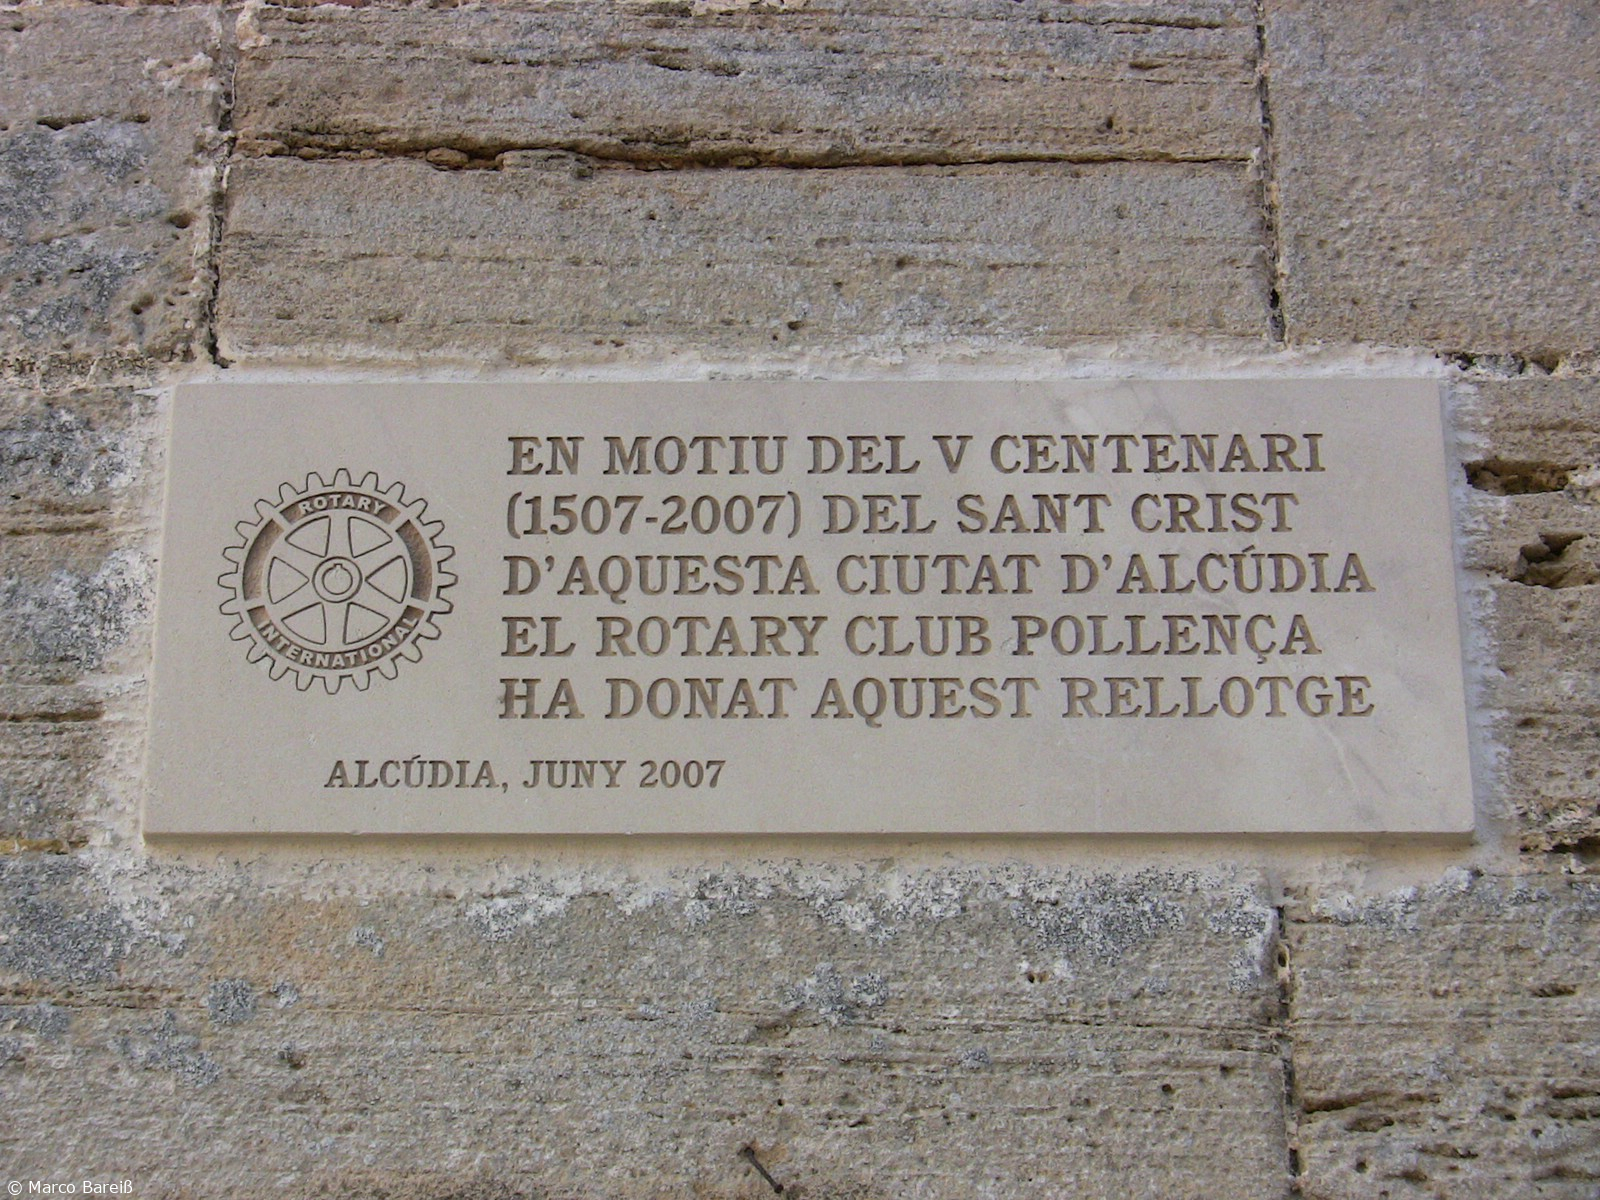 EN MOTIU DEL V CENTENARI
(1507-2007) DEL SANT CRIST
D'AQUESTA CIUTAT D'ALCÚDIA
EL ROTARY CLUB POLLENÇA
HA DONAT AQUEST RELLOTGE
ROTARY
INTERNATIONAL
ALCÚDIA, JUNY 2007
© Marco Bareiß